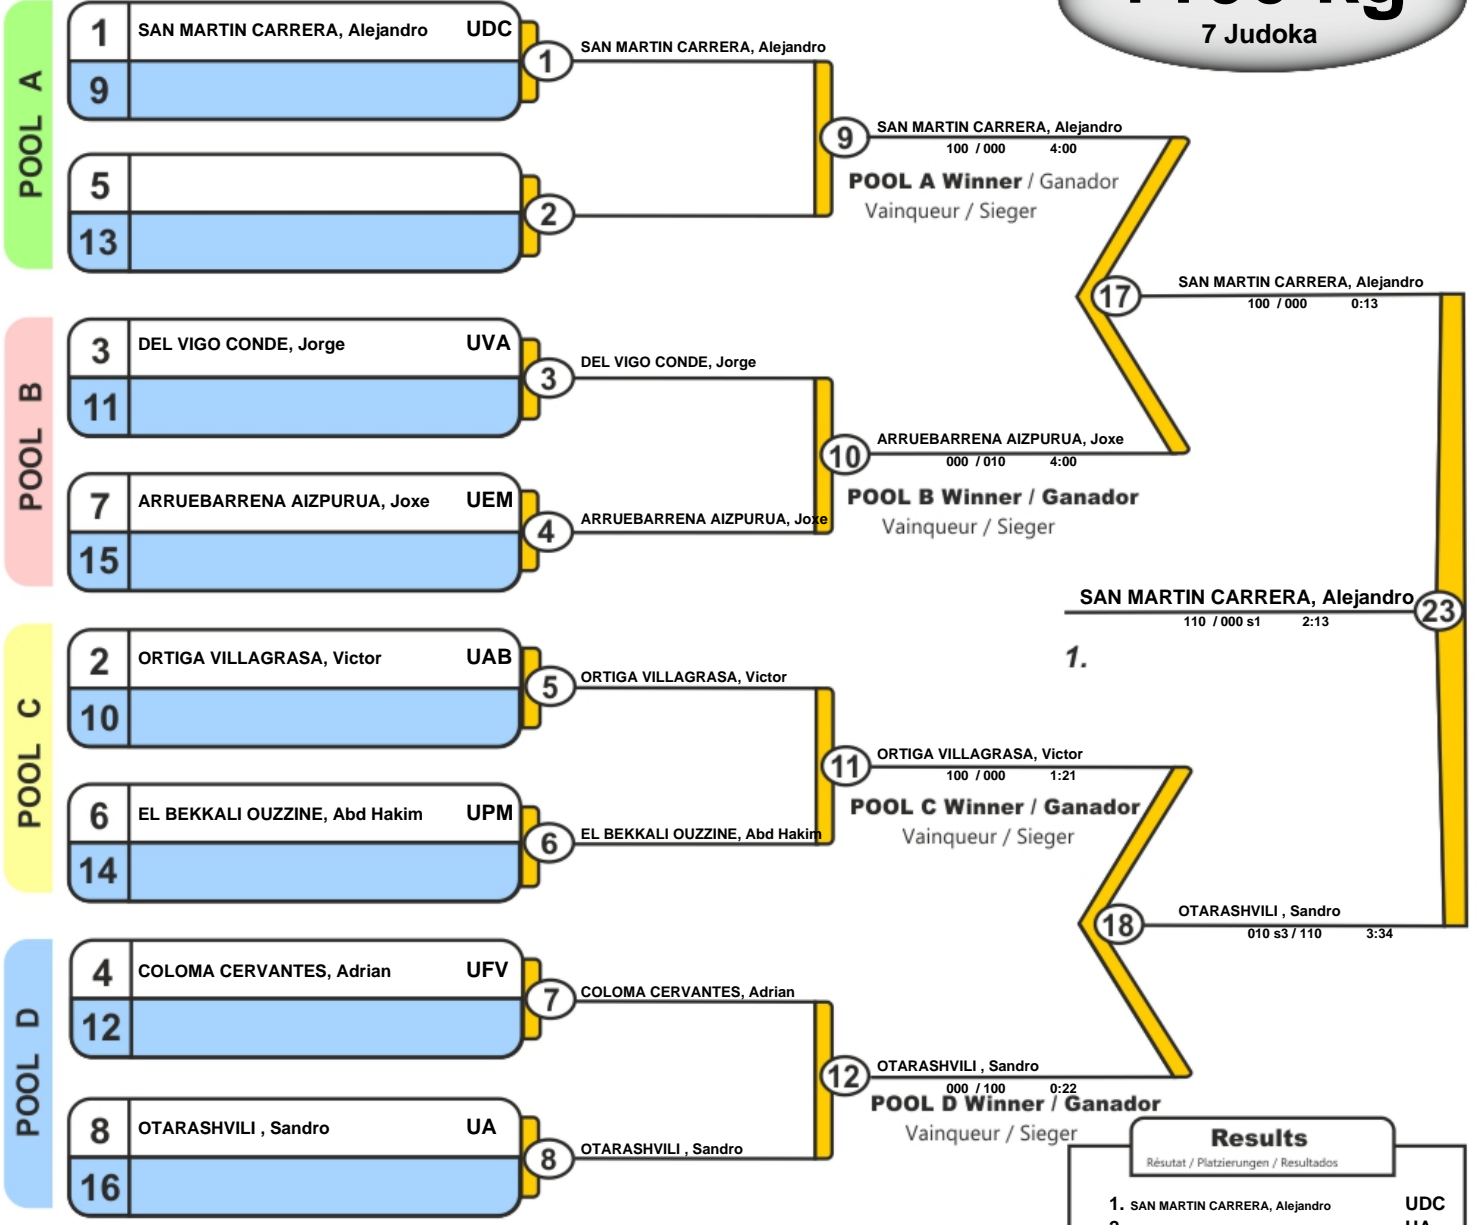 7 Judoka
POOL A
1 SAN MARTIN CARRERA, Alejandro UDC
9
1
SAN MARTIN CARRERA, Alejandro
5
13
2
9
SAN MARTIN CARRERA, Alejandro
100 / 000 4:00
POOL A Winner / Ganador
Vainqueur / Sieger
POOL B
3 DEL VIGO CONDE, Jorge UVA
11
3
DEL VIGO CONDE, Jorge
7 ARRUEBARRENA AIZPURUA, Joxe UEM
15
4
ARRUEBARRENA AIZPURUA, Joxe
10
ARRUEBARRENA AIZPURUA, Joxe
000 / 010 4:00
POOL B Winner / Ganador
Vainqueur / Sieger
17
SAN MARTIN CARRERA, Alejandro
100 / 000 0:13
SAN MARTIN CARRERA, Alejandro
23
110 / 000 s1 2:13
1.
POOL C
2 ORTIGA VILLAGRASA, Victor UAB
10
5
ORTIGA VILLAGRASA, Victor
6 EL BEKKALI OUZZINE, Abd Hakim UPM
14
6
EL BEKKALI OUZZINE, Abd Hakim
11
ORTIGA VILLAGRASA, Victor
100 / 000 1:21
POOL C Winner / Ganador
Vainqueur / Sieger
POOL D
4 COLOMA CERVANTES, Adrian UFV
12
7
COLOMA CERVANTES, Adrian
8 OTARASHVILI , Sandro UA
16
8
OTARASHVILI , Sandro
12
OTARASHVILI , Sandro
000 / 100 0:22
POOL D Winner / Ganador
Vainqueur / Sieger
18
OTARASHVILI , Sandro
010 s3 / 110 3:34
Results
Résutat / Platzierungen / Resultados
1. SAN MARTIN CARRERA, Alejandro UDC